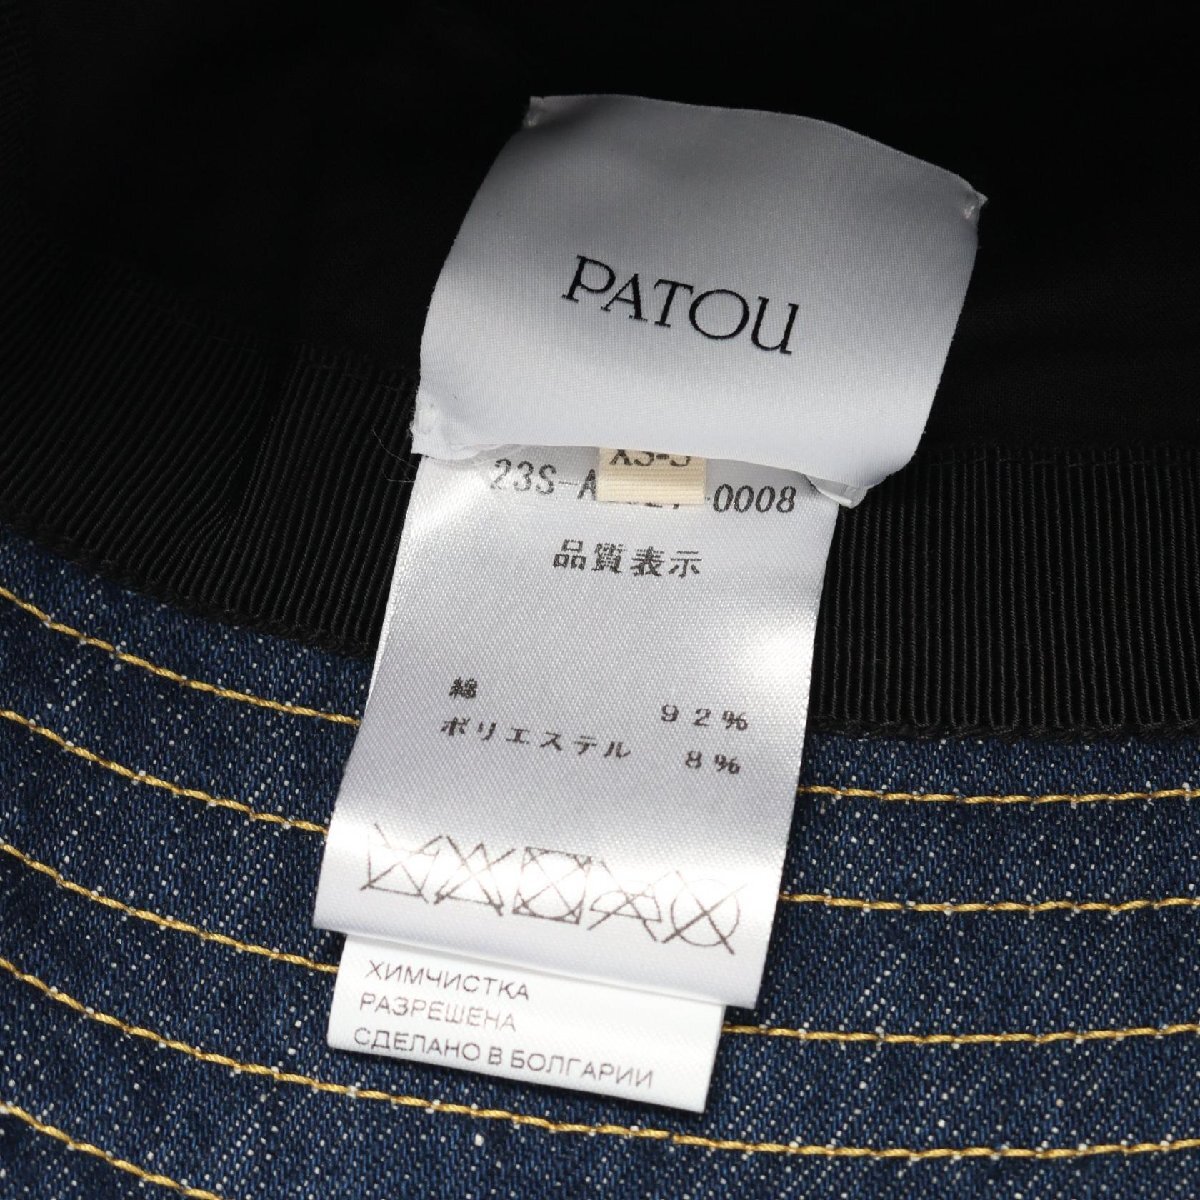 PATOU
XS-S
23S-A 0008
品質表示
綿 92%
ポリエステル 8%
ХИМЧИСТКА
РАЗРЕШЕНА
СДЕЛАНО В БОЛГАРИИ